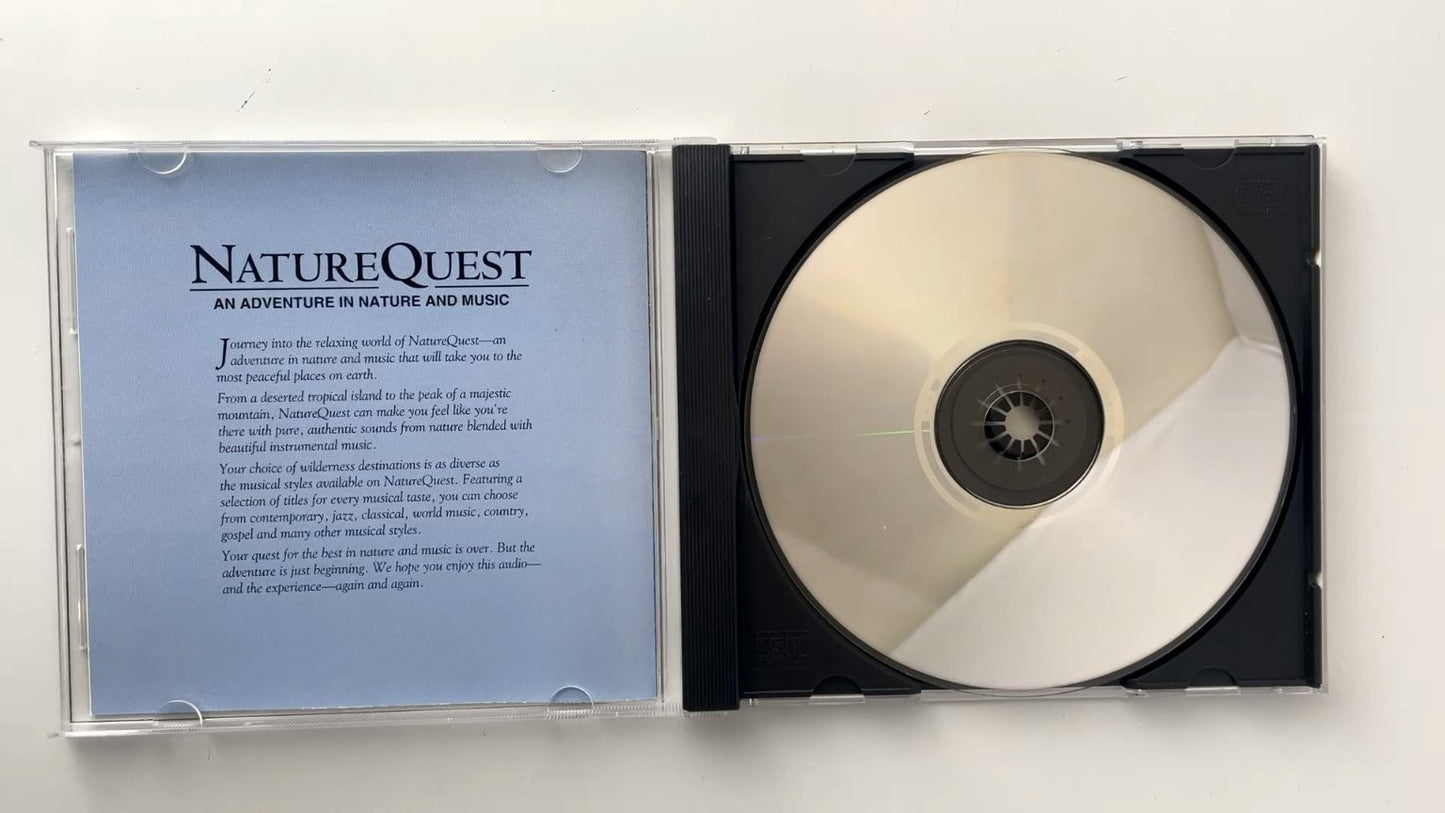 NATUREQUEST
AN ADVENTURE IN NATURE AND MUSIC
Journey into the relaxing world of NatureQuest—an
adventure in nature and music that will take you to the
most peaceful places on earth.
From a deserted tropical island to the peak of a majestic
mountain, NatureQuest can make you feel like you're
there with pure, authentic sounds from nature blended with
beautiful instrumental music.
Your choice of wilderness destinations is as diverse as
the musical styles available on NatureQuest. Featuring a
selection of titles for every musical taste, you can choose
from contemporary, jazz, classical, world music, country,
gospel and many other musical styles.
Your quest for the best in nature and music is over. But the
adventure is just beginning. We hope you enjoy this audio—
and the experience—again and again.